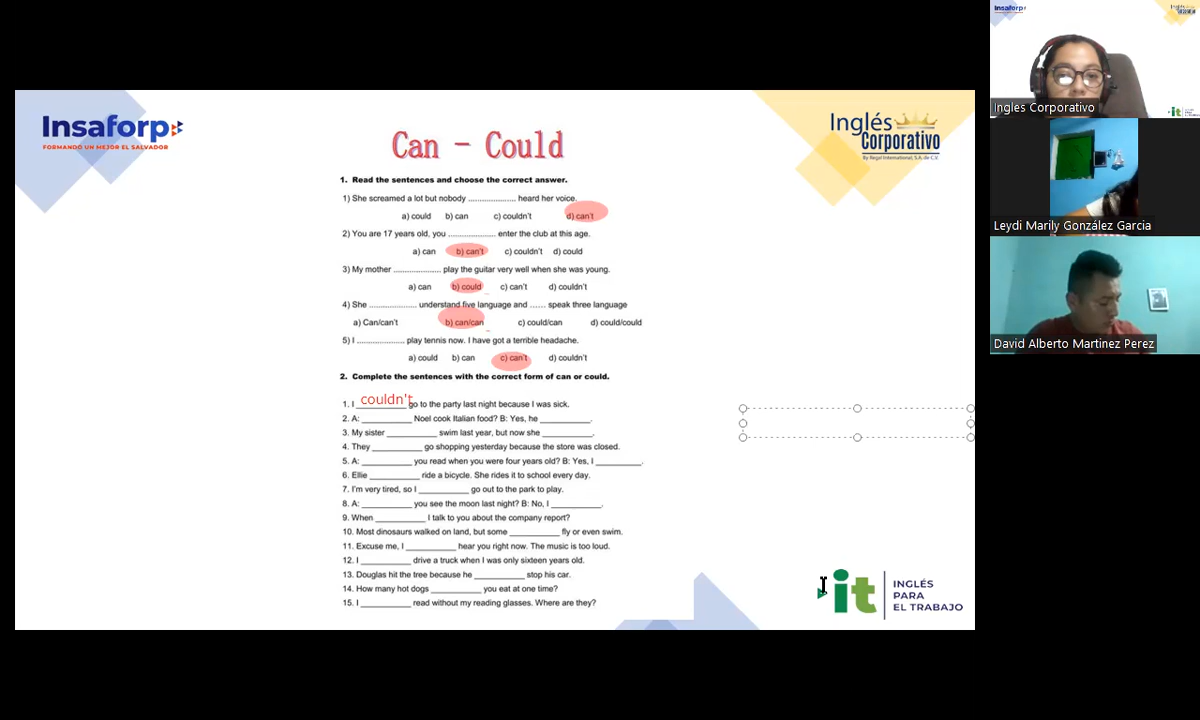 Insaforp
FORMANDO UN MEJOR EL SALVADOR
Can – Could
Inglés
Corporativo
By Regal International, S.A. de C.V.
1. Read the sentences and choose the correct answer.
1) She screamed a lot but nobody .................... heard her voice.
a) could b) can c) couldn't d) can't
2) You are 17 years old, you .................... enter the club at this age.
a) can b) can't c) couldn't d) could
3) My mother .................... play the guitar very well when she was young.
a) can b) could c) can't d) couldn't
4) She .................... understand five language and ...... speak three language
a) Can/can't b) can/can c) could/can d) could/could
5) I .................... play tennis now. I have got a terrible headache.
a) could b) can c) can't d) couldn't
2. Complete the sentences with the correct form of can or could.
1. I couldn't go to the party last night because I was sick.
2. A: __________ Noel cook Italian food? B: Yes, he __________.
3. My sister __________ swim last year, but now she __________.
4. They __________ go shopping yesterday because the store was closed.
5. A: __________ you read when you were four years old? B: Yes, I __________.
6. Ellie __________ ride a bicycle. She rides it to school every day.
7. I'm very tired, so I __________ go out to the park to play.
8. A: __________ you see the moon last night? B: No, I __________.
9. When __________ I talk to you about the company report?
10. Most dinosaurs walked on land, but some __________ fly or even swim.
11. Excuse me, I __________ hear you right now. The music is too loud.
12. I __________ drive a truck when I was only sixteen years old.
13. Douglas hit the tree because he __________ stop his car.
14. How many hot dogs __________ you eat at one time?
15. I __________ read without my reading glasses. Where are they?
it
INGLÉS
PARA
EL TRABAJO
Insaforp
Inglés
Corporativo
it
Ingles Corporativo
Leydi Marily González Garcia
David Alberto Martinez Perez